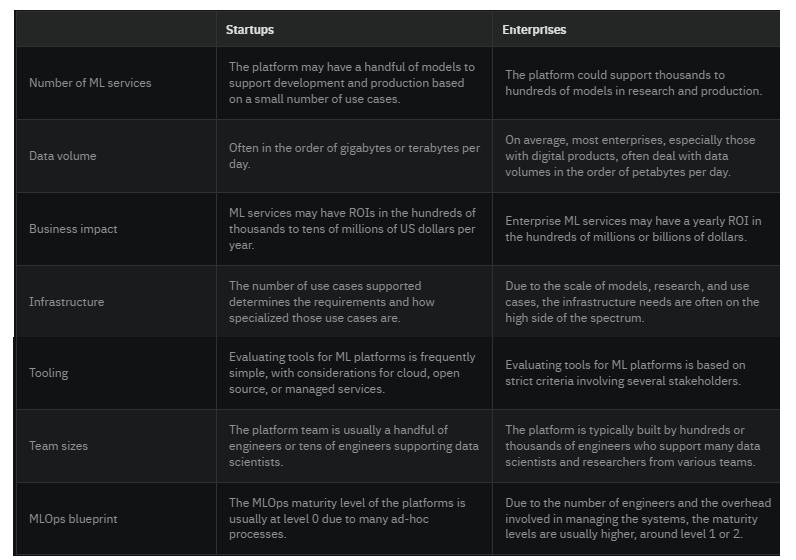 Startups
Enterprises
Number of ML services
The platform may have a handful of models to
support development and production based
on a small number of use cases.
The platform could support thousands to
hundreds of models in research and production.
Data volume
Often in the order of gigabytes or terabytes per
day.
On average, most enterprises, especially those
with digital products, often deal with data
volumes in the order of petabytes per day.
Business impact
ML services may have ROIs in the hundreds of
thousands to tens of millions of US dollars per
year.
Enterprise ML services may have a yearly ROI in
the hundreds of millions or billions of dollars.
Infrastructure
The number of use cases supported
determines the requirements and how
specialized those use cases are.
Due to the scale of models, research, and use
cases, the infrastructure needs are often on the
high side of the spectrum.
Tooling
Evaluating tools for ML platforms is frequently
simple, with considerations for cloud, open
source, or managed services.
Evaluating tools for ML platforms is based on
strict criteria involving several stakeholders.
Team sizes
The platform team is usually a handful of
engineers or tens of engineers supporting data
scientists.
The platform is typically built by hundreds or
thousands of engineers who support many data
scientists and researchers from various teams.
MLOps blueprint
The MLOps maturity level of the platforms is
usually at level 0 due to many ad-hoc
processes.
Due to the number of engineers and the overhead
involved in managing the systems, the maturity
levels are usually higher, around level 1 or 2.